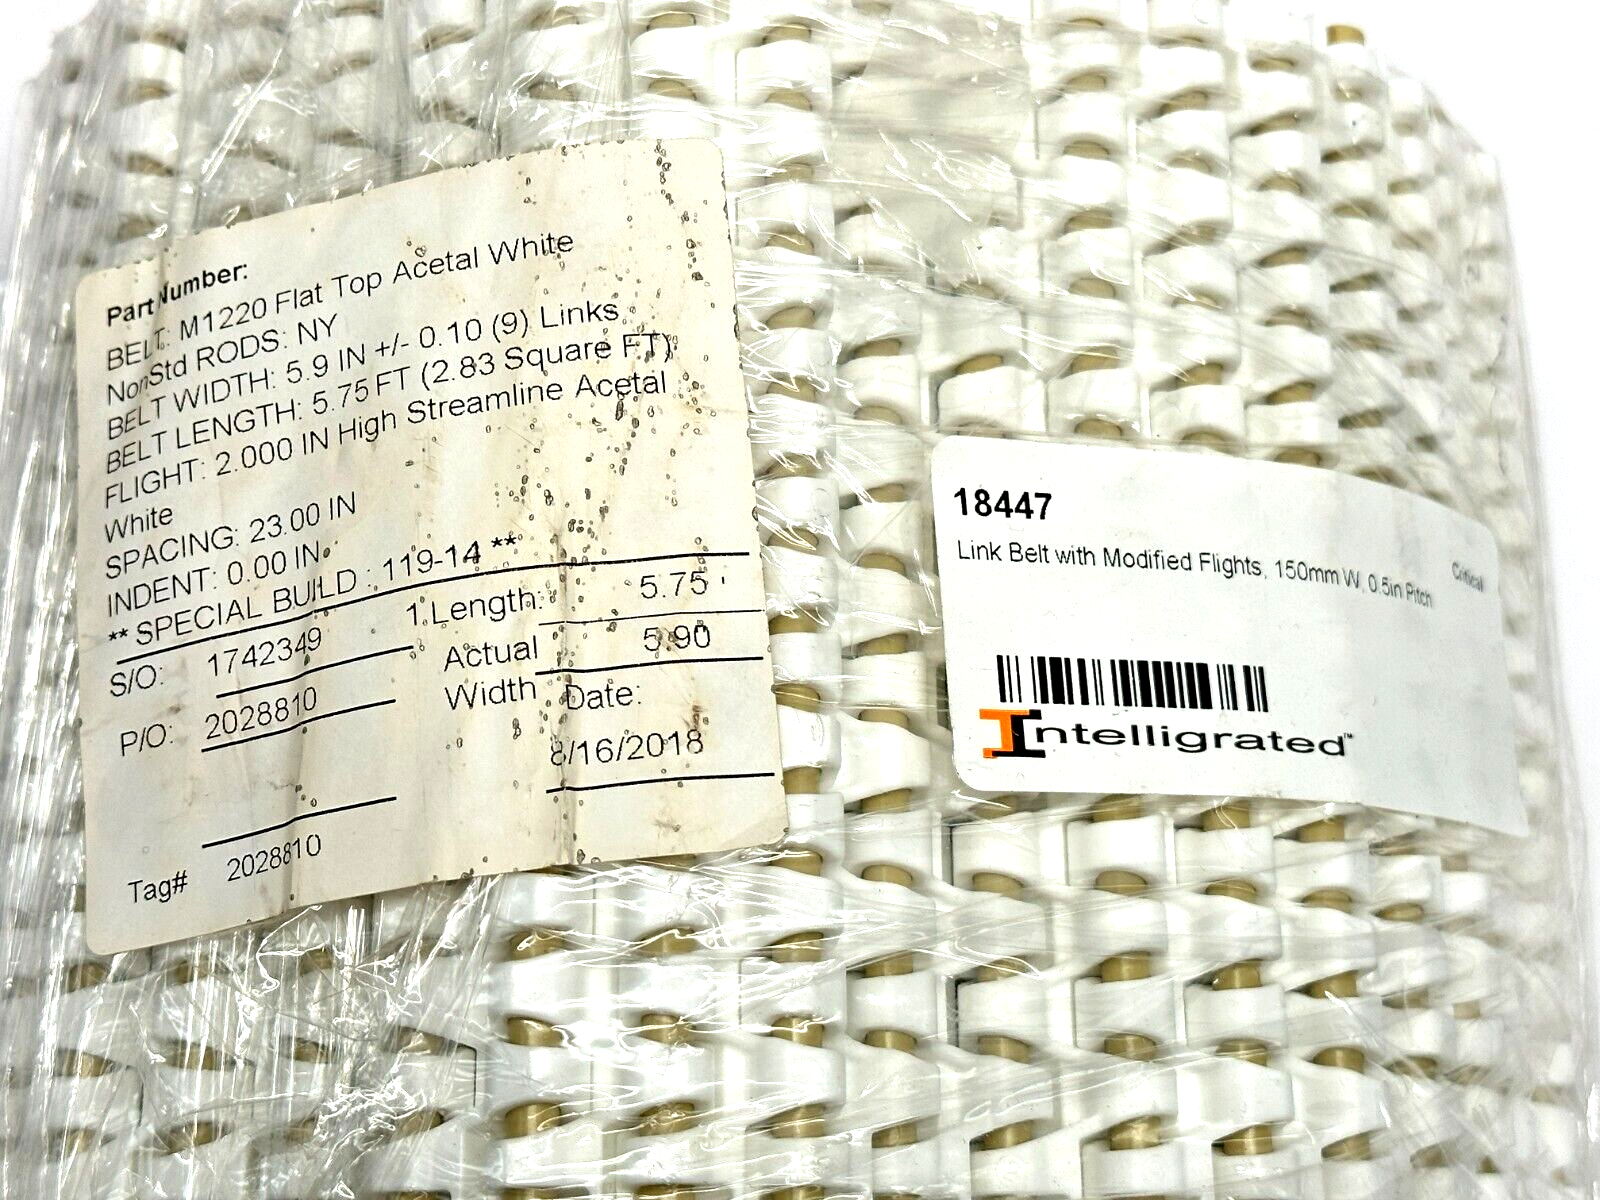 Part Number:
BELT: M1220 Flat Top Acetal White
NonStd RODS: NY
BELT WIDTH: 5.9 IN +/- 0.10 (9) Links
BELT LENGTH: 5.75 FT (2.83 Square FT)
FLIGHT: 2.000 IN High Streamline Acetal
White
SPACING: 23.00 IN
INDENT: 0.00 IN
** SPECIAL BUILD : 119-14 **
S/O: 1742349 1.Length: 5.75
P/O: 2028810 Actual Width 5.90
Date:
8/16/2018
Tag# 2028810
18447
Link Belt with Modified Flights, 150mm W, 0.5in Pitch
Critical
Intelligrated™